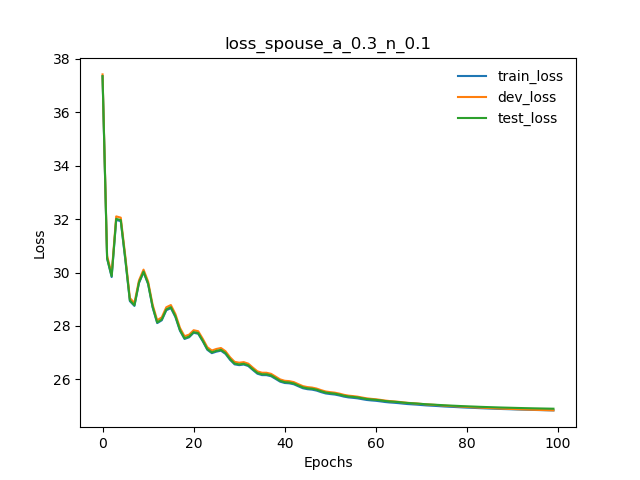 loss_spouse_a_0.3_n_0.1
38
36
34
32
30
28
26
Loss
train_loss
dev_loss
test_loss
0 20 40 60 80 100
Epochs